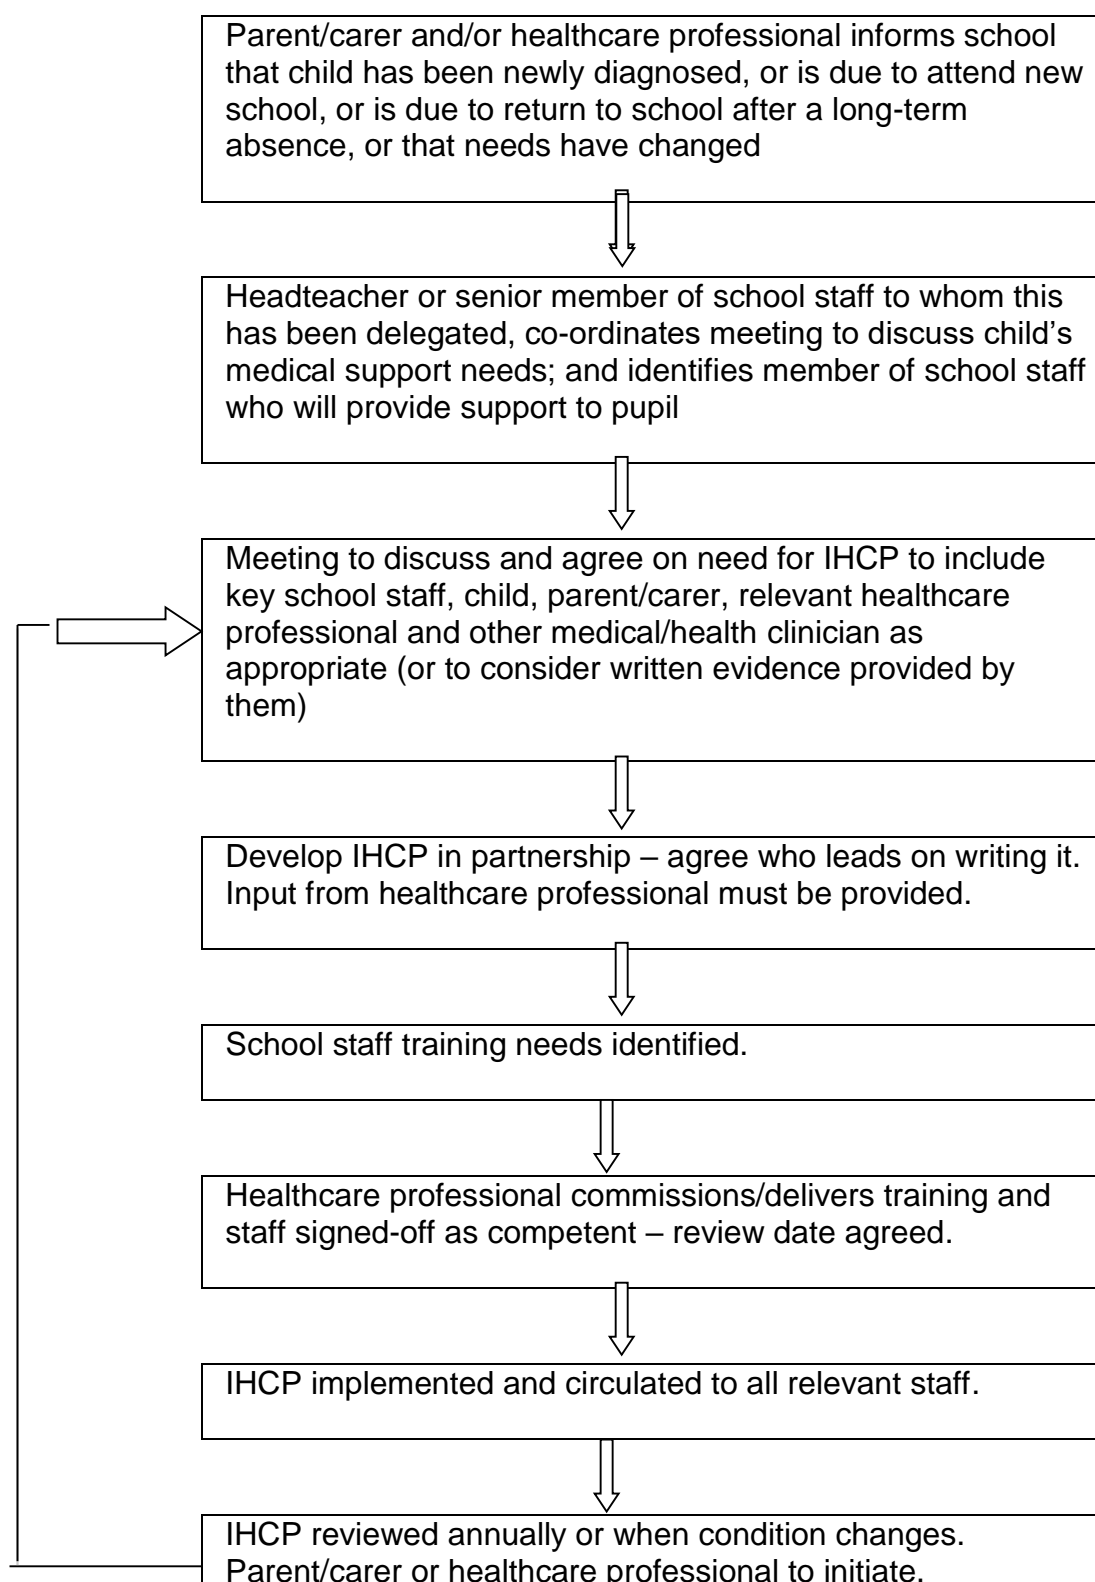 Parent/carer and/or healthcare professional informs school
that child has been newly diagnosed, or is due to attend new
school, or is due to return to school after a long-term
absence, or that needs have changed
Headteacher or senior member of school staff to whom this
has been delegated, co-ordinates meeting to discuss child’s
medical support needs; and identifies member of school staff
who will provide support to pupil
Meeting to discuss and agree on need for IHCP to include
key school staff, child, parent/carer, relevant healthcare
professional and other medical/health clinician as
appropriate (or to consider written evidence provided by
them)
Develop IHCP in partnership – agree who leads on writing it.
Input from healthcare professional must be provided.
School staff training needs identified.
Healthcare professional commissions/delivers training and
staff signed-off as competent – review date agreed.
IHCP implemented and circulated to all relevant staff.
IHCP reviewed annually or when condition changes.
Parent/carer or healthcare professional to initiate.